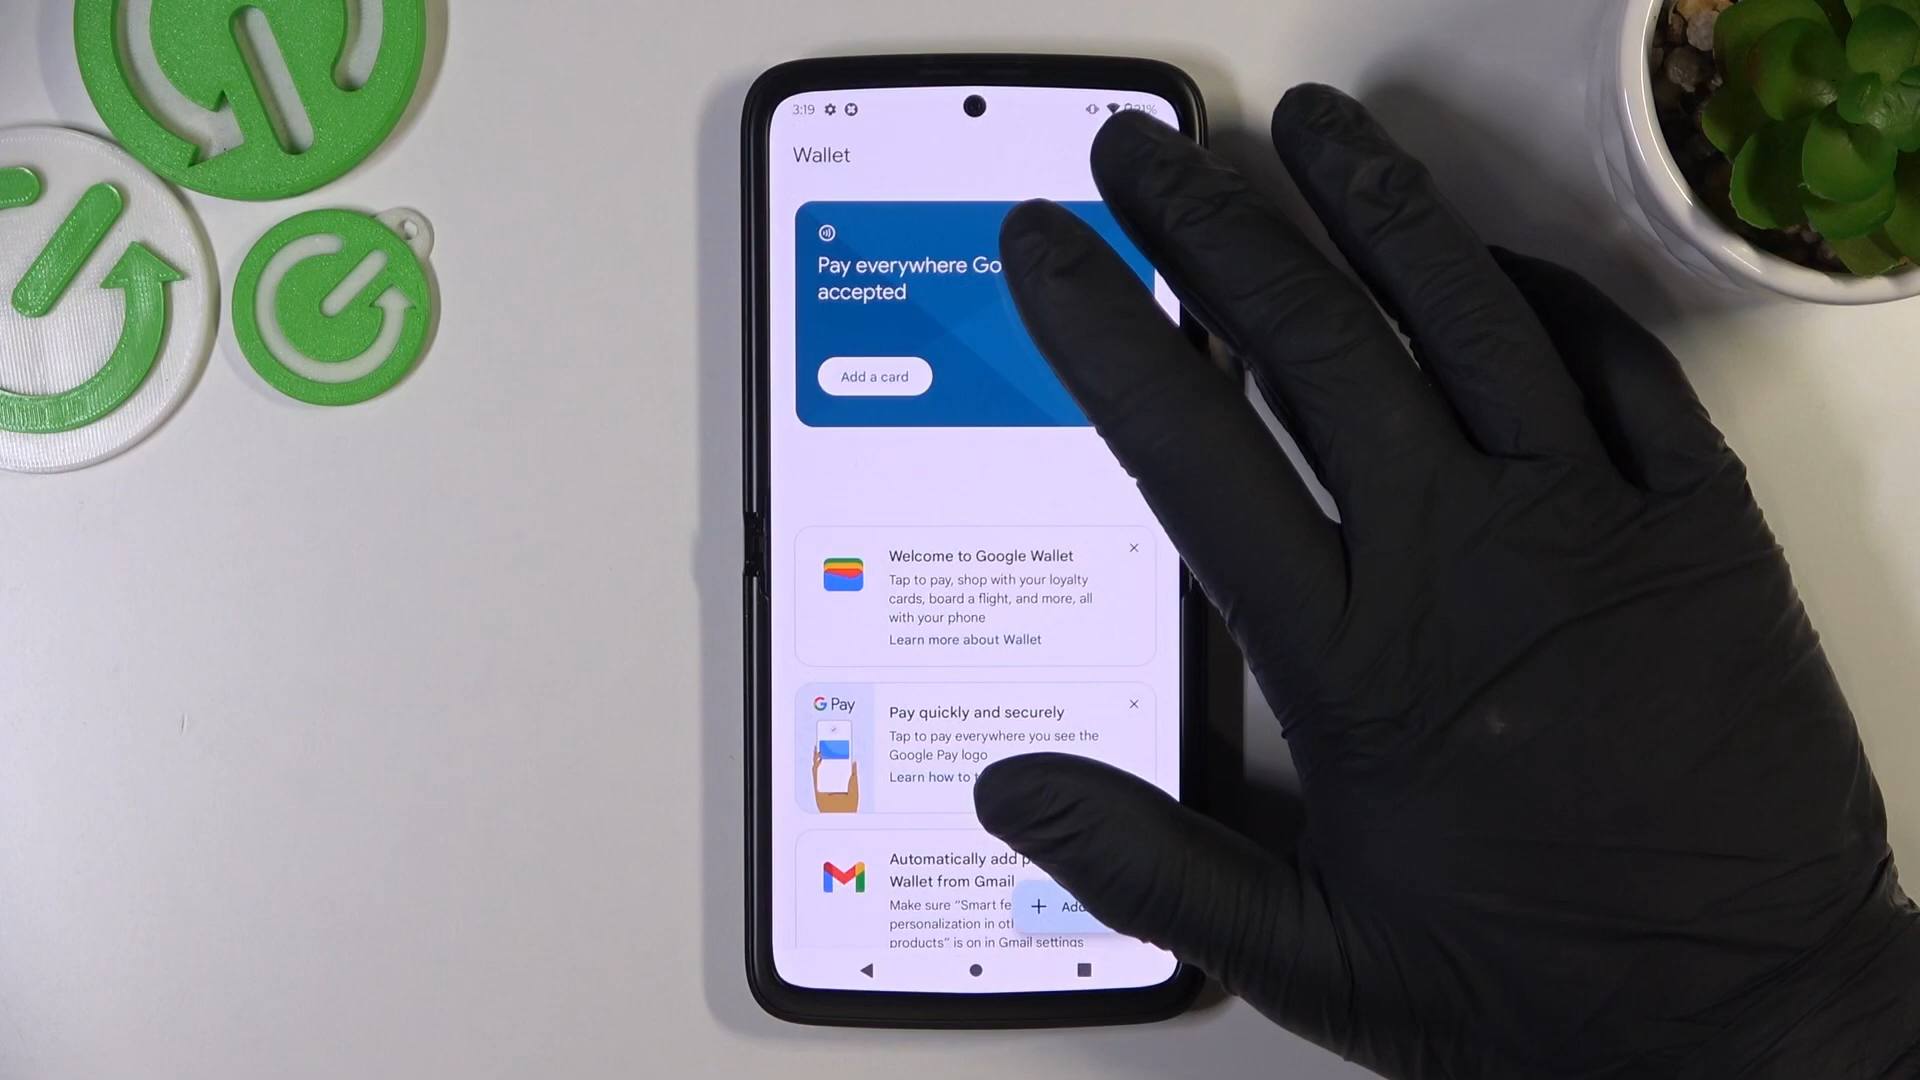 3:19
21%
Wallet
Pay everywhere Go
accepted
Add a card
Welcome to Google Wallet
Tap to pay, shop with your loyalty
cards, board a flight, and more, all
with your phone
Learn more about Wallet
G Pay
Pay quickly and securely
Tap to pay everywhere you see the
Google Pay logo
Learn how to
Automatically add
Wallet from Gmail
Make sure “Smart
personalization in
products” is on in Gmail settings
+ Add